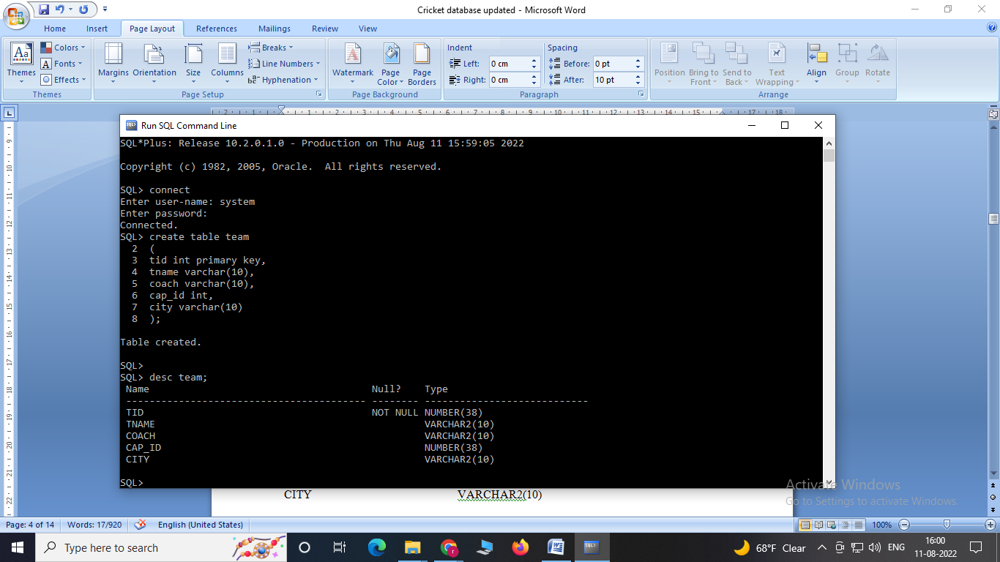 Cricket database updated - Microsoft Word
Home Insert Page Layout References Mailings Review View
Themes Colors Fonts Effects Themes
Margins Orientation Size Columns Breaks Line Numbers Hyphenation Page Setup
Watermark Page Color Page Borders Page Background
Indent Spacing
Left: 0 cm Before: 0 pt
Right: 0 cm After: 10 pt
Paragraph
Position Bring to Front Send to Back Text Wrapping Align Group Rotate
Arrange
Run SQL Command Line
SQL*Plus: Release 10.2.0.1.0 - Production on Thu Aug 11 15:59:05 2022
Copyright (c) 1982, 2005, Oracle.  All rights reserved.
SQL> connect
Enter user-name: system
Enter password:
Connected.
SQL> create table team
2 (
3 tid int primary key,
4 tname varchar(10),
5 coach varchar(10),
6 cap_id int,
7 city varchar(10)
8 );
Table created.
SQL>
SQL> desc team;
Name Null? Type
----------------------------------------- -------- ----------------------------
TID NOT NULL NUMBER(38)
TNAME VARCHAR2(10)
COACH VARCHAR2(10)
CAP_ID NUMBER(38)
CITY VARCHAR2(10)
SQL>
CITY VARCHAR2(10)
Activate Windows
Go to Settings to activate Windows.
Page: 4 of 14 Words: 17/920 English (United States) 100%
Type here to search
68°F Clear ENG 16:00
11-08-2022